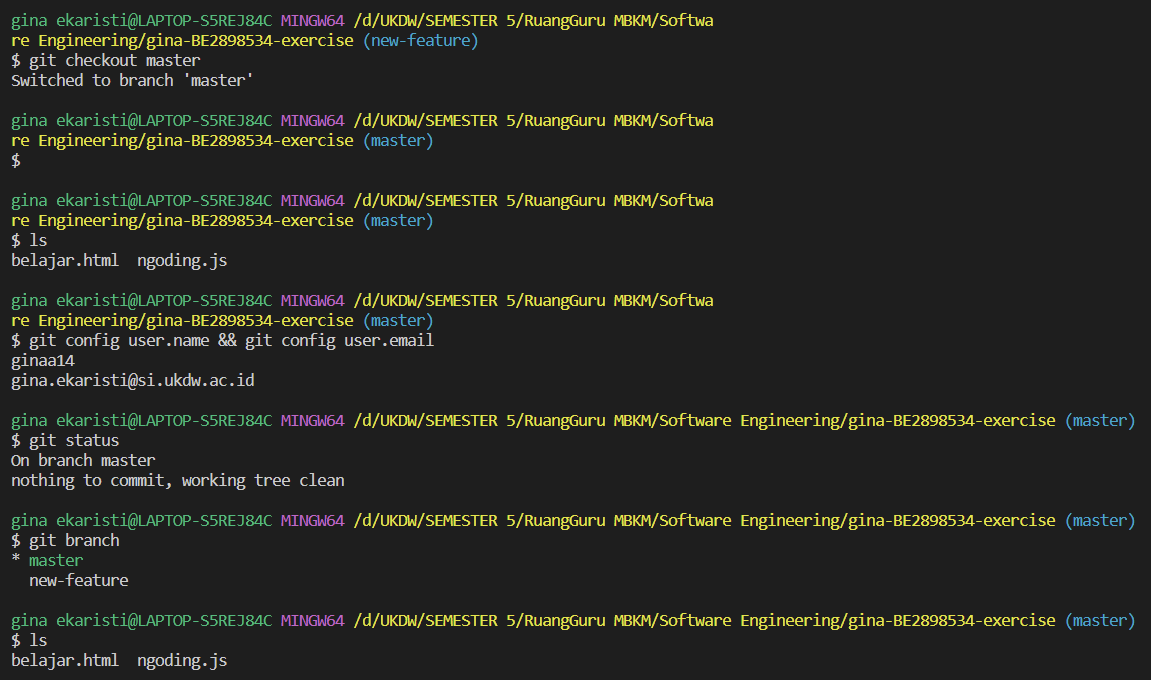 gina ekaristi@LAPTOP-S5REJ84C MINGW64 /d/UKDW/SEMESTER 5/RuangGuru MBKM/Softwa
re Engineering/gina-BE2898534-exercise (new-feature)
$ git checkout master
Switched to branch 'master'
gina ekaristi@LAPTOP-S5REJ84C MINGW64 /d/UKDW/SEMESTER 5/RuangGuru MBKM/Softwa
re Engineering/gina-BE2898534-exercise (master)
$
gina ekaristi@LAPTOP-S5REJ84C MINGW64 /d/UKDW/SEMESTER 5/RuangGuru MBKM/Softwa
re Engineering/gina-BE2898534-exercise (master)
$ ls
belajar.html  ngoding.js
gina ekaristi@LAPTOP-S5REJ84C MINGW64 /d/UKDW/SEMESTER 5/RuangGuru MBKM/Softwa
re Engineering/gina-BE2898534-exercise (master)
$ git config user.name && git config user.email
ginaa14
gina.ekaristi@si.ukdw.ac.id
gina ekaristi@LAPTOP-S5REJ84C MINGW64 /d/UKDW/SEMESTER 5/RuangGuru MBKM/Software Engineering/gina-BE2898534-exercise (master)
$ git status
On branch master
nothing to commit, working tree clean
gina ekaristi@LAPTOP-S5REJ84C MINGW64 /d/UKDW/SEMESTER 5/RuangGuru MBKM/Software Engineering/gina-BE2898534-exercise (master)
$ git branch
* master
  new-feature
gina ekaristi@LAPTOP-S5REJ84C MINGW64 /d/UKDW/SEMESTER 5/RuangGuru MBKM/Software Engineering/gina-BE2898534-exercise (master)
$ ls
belajar.html  ngoding.js